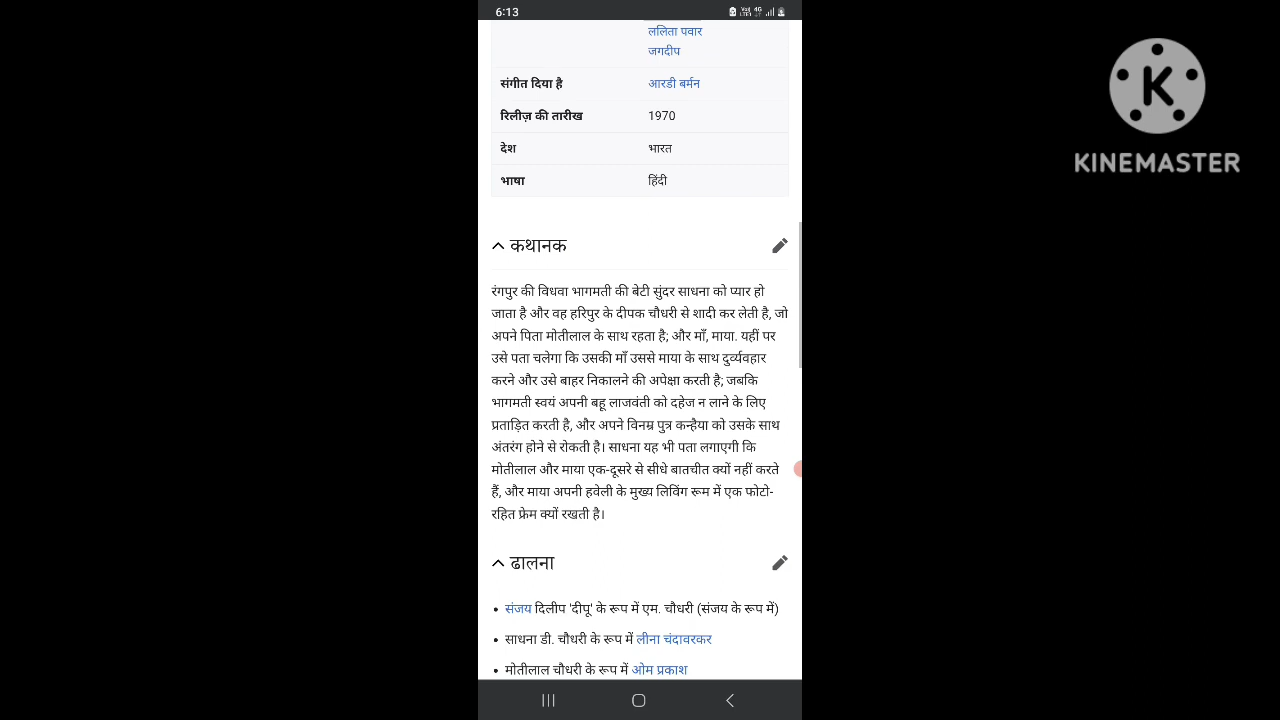 6:13
ललिता पवार
जगदीप
संगीत दिया है आरडी बर्मन
रिलीज़ की तारीख 1970
देश भारत
भाषा हिंदी
कथानक
रंगपुर की विधवा भागमती की बेटी सुंदर साधना को प्यार हो
जाता है और वह हरिपुर के दीपक चौधरी से शादी कर लेती है, जो
अपने पिता मोतीलाल के साथ रहता है; और माँ, माया. यहीं पर
उसे पता चलेगा कि उसकी माँ उससे माया के साथ दुर्व्यवहार
करने और उसे बाहर निकालने की अपेक्षा करती है; जबकि
भागमती स्वयं अपनी बहू लाजवंती को दहेज न लाने के लिए
प्रताड़ित करती है, और अपने विनम्र पुत्र कन्हैया को उसके साथ
अंतरंग होने से रोकती है। साधना यह भी पता लगाएगी कि
मोतीलाल और माया एक-दूसरे से सीधे बातचीत क्यों नहीं करते
हैं, और माया अपनी हवेली के मुख्य लिविंग रूम में एक फोटो-
रहित फ्रेम क्यों रखती है।
ढालना
• संजय दिलीप 'दीपू' के रूप में एम. चौधरी (संजय के रूप में)
• साधना डी. चौधरी के रूप में लीना चंदावरकर
• मोतीलाल चौधरी के रूप में ओम प्रकाश
K
KINEMASTER